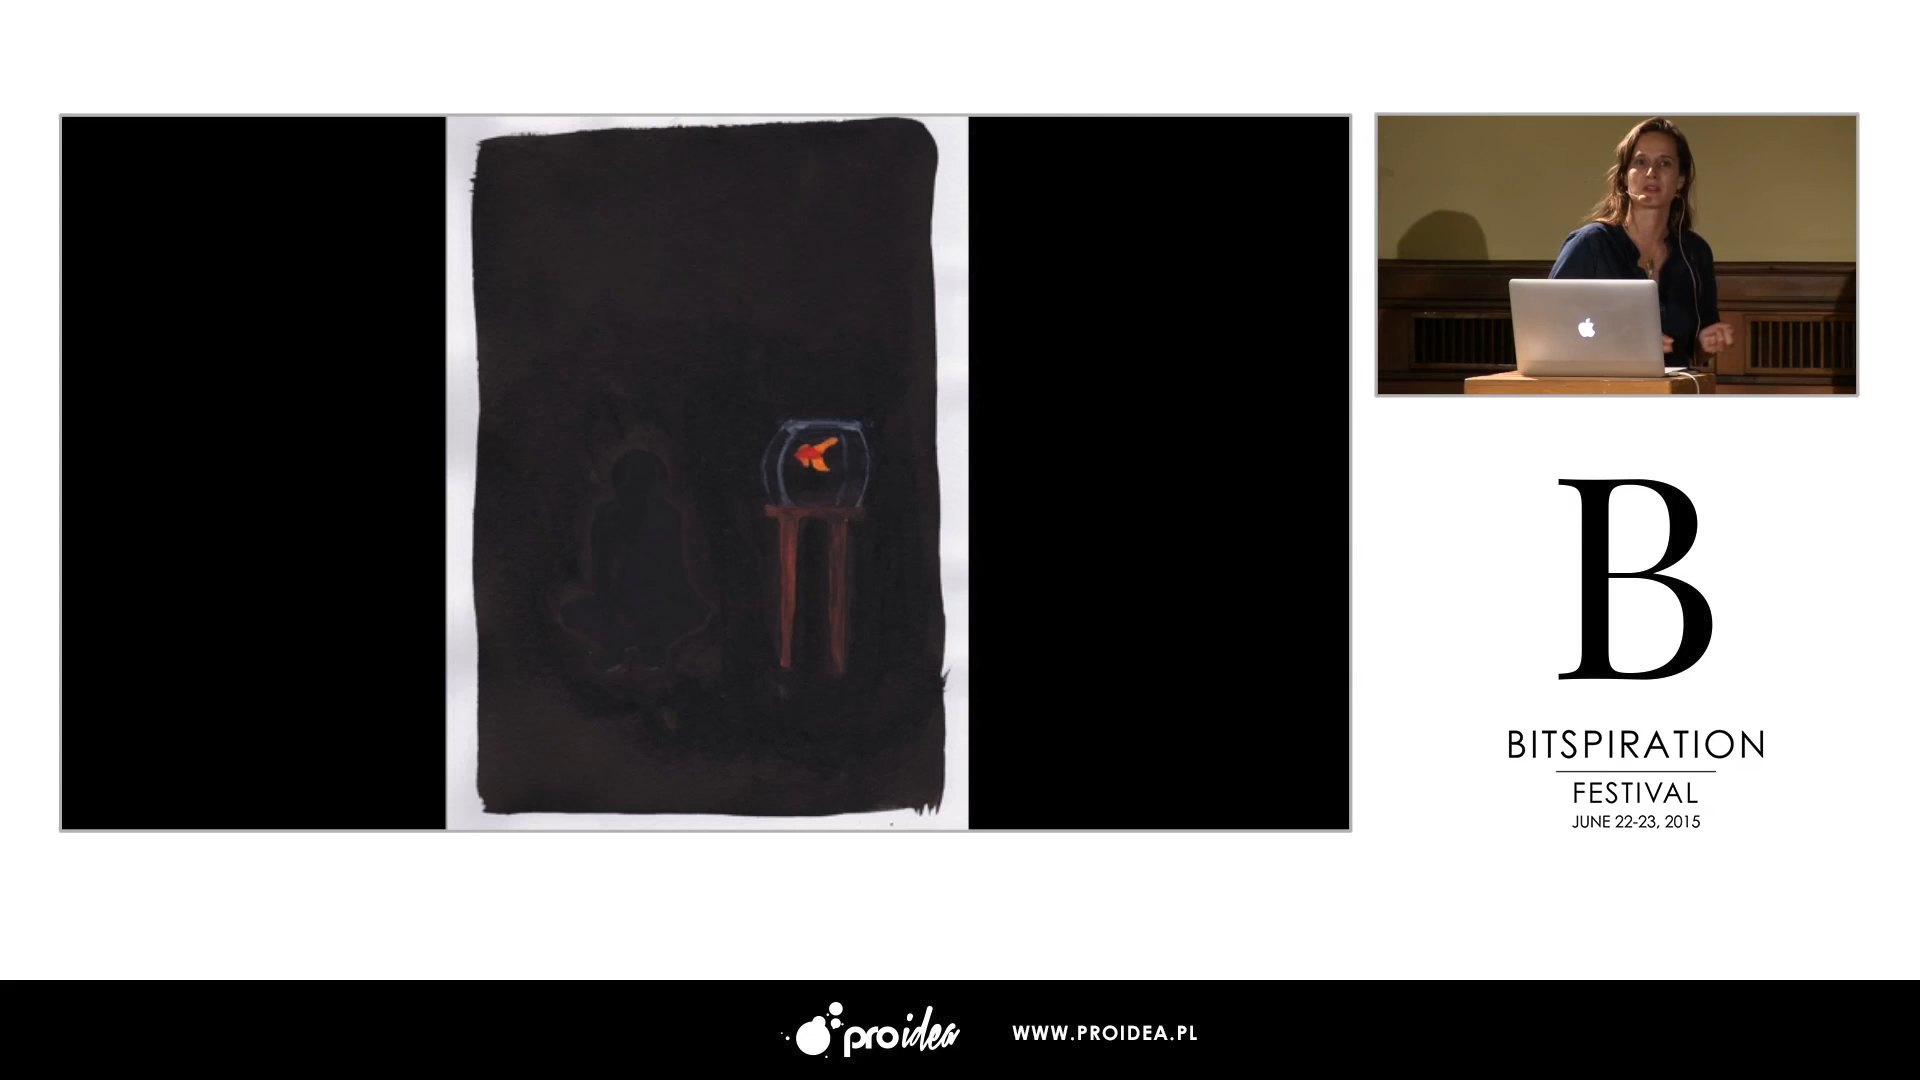 B
BITSPIRATION
FESTIVAL
JUNE 22-23, 2015
proidea
WWW.PROIDEA.PL